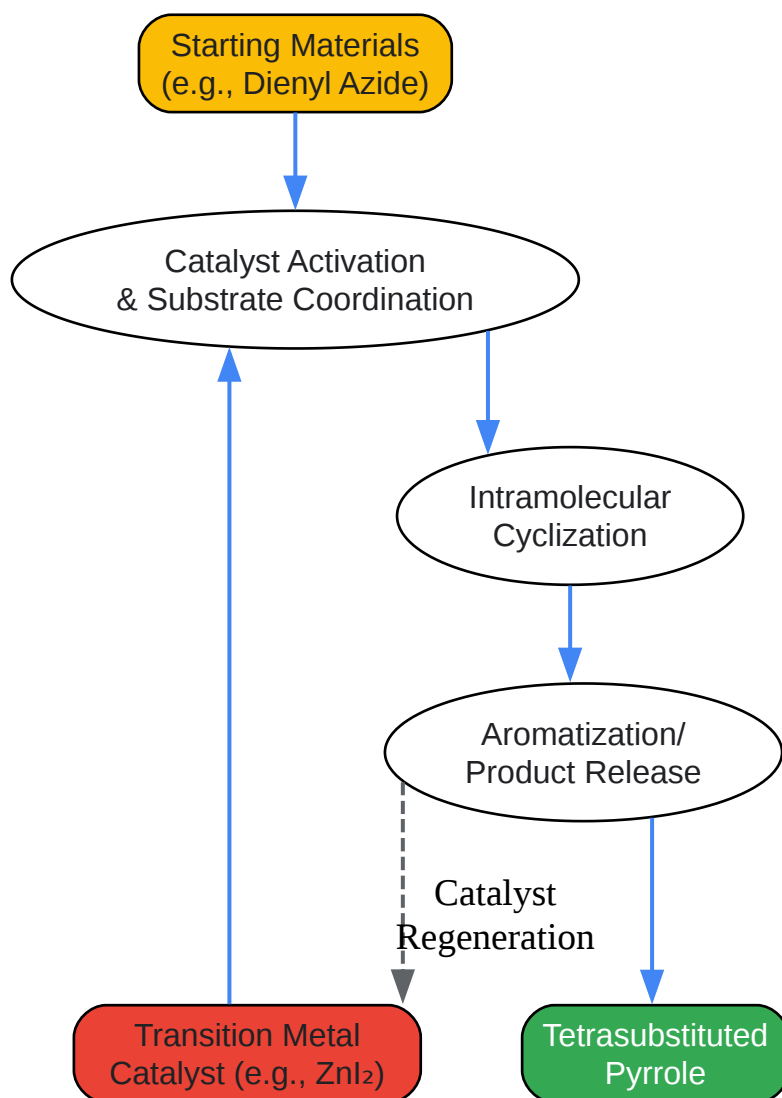 Starting Materials
(e.g., Dienyl Azide)
Catalyst Activation
& Substrate Coordination
Intramolecular
Cyclization
Aromatization/
Product Release
Catalyst
Regeneration
Transition Metal
Catalyst (e.g., ZnI₂)
Tetrasubstituted
Pyrrole